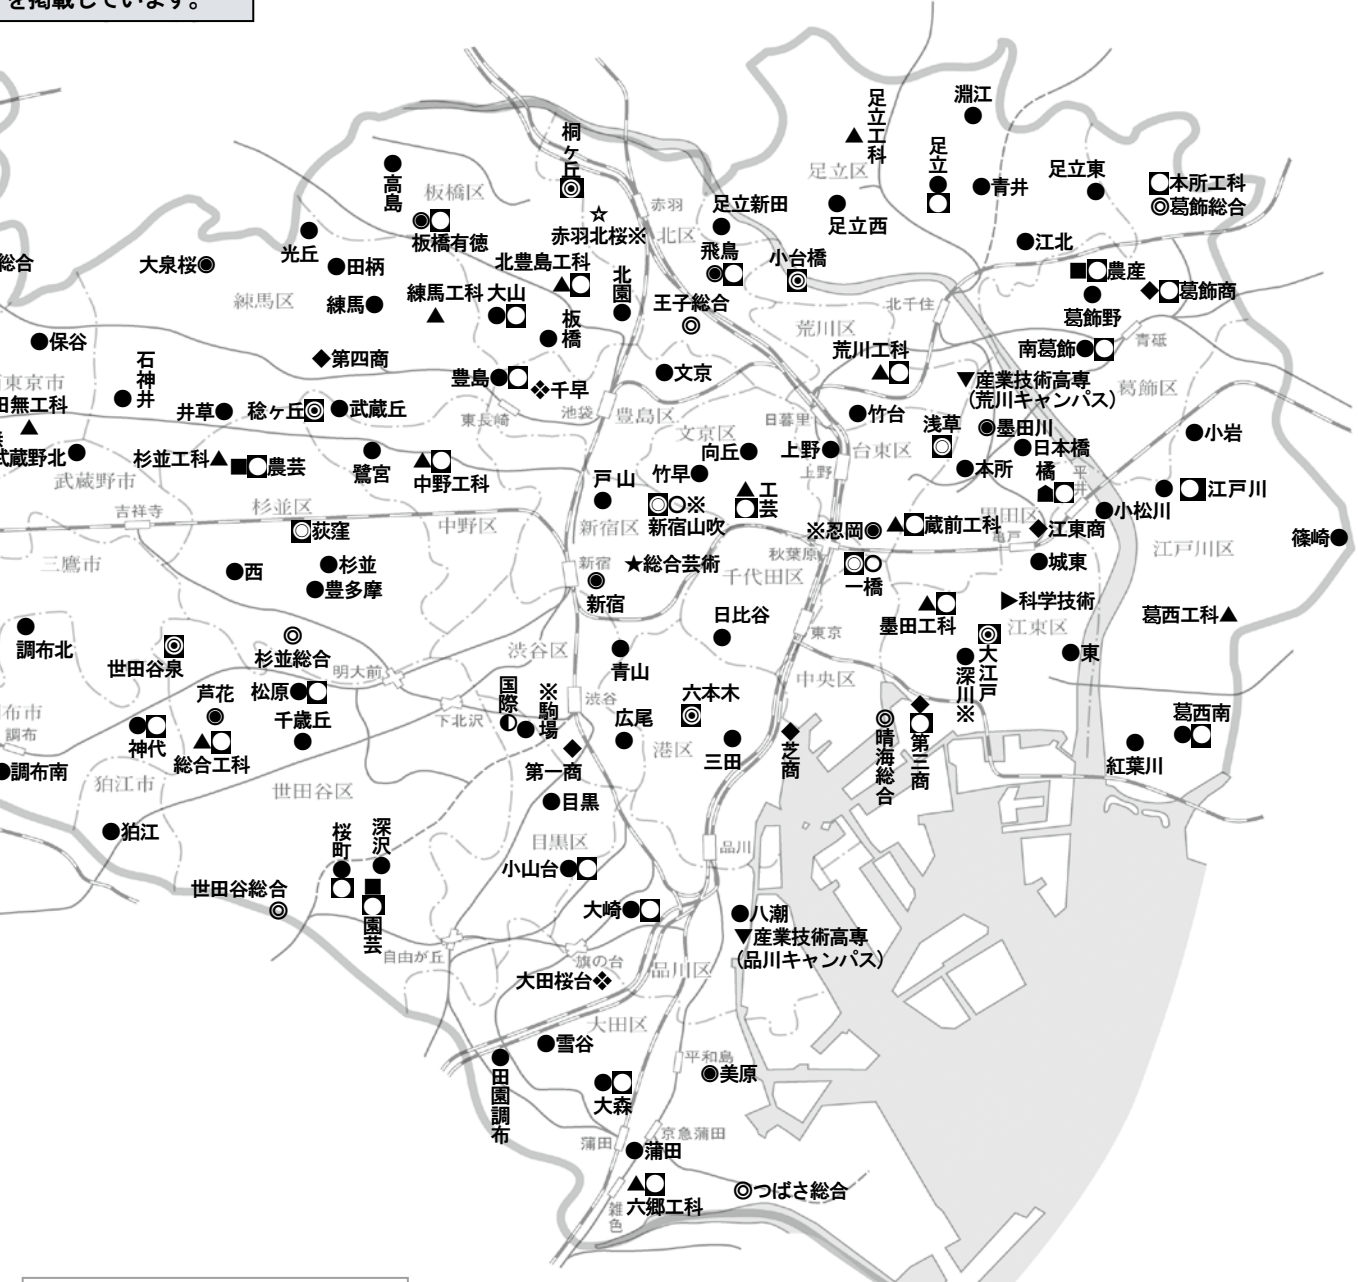 を掲載しています。
淵江
足立工科
桐ヶ丘
足立
足立東
高島
板橋区
足立区
青井
本所工科
葛飾総合
赤羽
足立新田
足立西
板橋有徳
赤羽北桜※
北区
光丘
飛鳥
江北
総合
大泉桜
田柄
北豊島工科
北園
小台橋
農産
練馬区
練馬
練馬工科
大山
王子総合
北千住
葛飾商
葛飾野
荒川区
保谷
板橋
荒川工科
南葛飾
青砥
石神井
第四商
東京市
豊島
千早
文京
産業技術高専
(荒川キャンパス)
葛飾区
田無工科
井草
稔ヶ丘
武蔵丘
東長崎
池袋
豊島区
日暮里
竹台
浅草
墨田川
小岩
文京区
武蔵野北
杉並工科
農芸
鷺宮
中野工科
向丘
上野
台東区
日本橋
本所
橘
平井
武蔵野市
戸山
竹早
上野
工芸
江戸川
吉祥寺
杉並区
中野区
新宿区
新宿山吹
※
※忍岡
蔵前工科
墨田区
小松川
江東商
荻窪
秋葉原
亀戸
篠崎
江戸川区
三鷹市
西
杉並
新宿
総合芸術
千代田区
一橋
城東
豊多摩
新宿
日比谷
墨田工科
科学技術
葛西工科
調布北
世田谷泉
杉並総合
渋谷区
東京
江東区
明大前
青山
大江戸
東
芦花
松原
国際
※駒場
渋谷
六本木
中央区
深川※
布市
調布
神代
千歳丘
下北沢
広尾
葛西南
総合工科
港区
三田
芝商
晴海総合
第三商
紅葉川
調布南
狛江市
世田谷区
第一商
目黒
狛江
桜町
深沢
目黒区
品川
小山台
世田谷総合
大崎
八潮
園芸
産業技術高専
(品川キャンパス)
自由が丘
旗の台
品川区
大田桜台
大田区
雪谷
平和島
田園調布
美原
大森
蒲田
京急蒲田
蒲田
雑色
六郷工科
つばさ総合